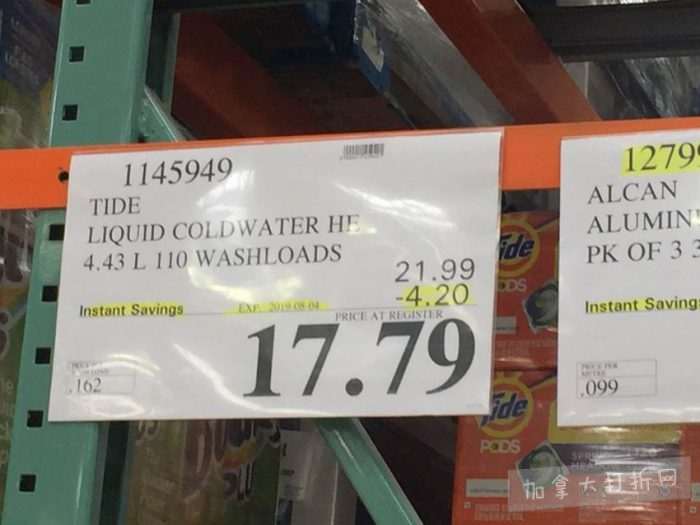 1145949
TIDE
LIQUID COLDWATER HE
4.43 L 110 WASHLOADS
21.99
-4.20
Instant Savings
EXP. 2019-08-04
PRICE AT REGISTER
17.79
.162
1279
ALCAN
ALUMIN
PK OF 3 3
Instant Saving
PRICE PER
METRE
.099
Tide
PODS
Tide
PODS
加拿大打折网